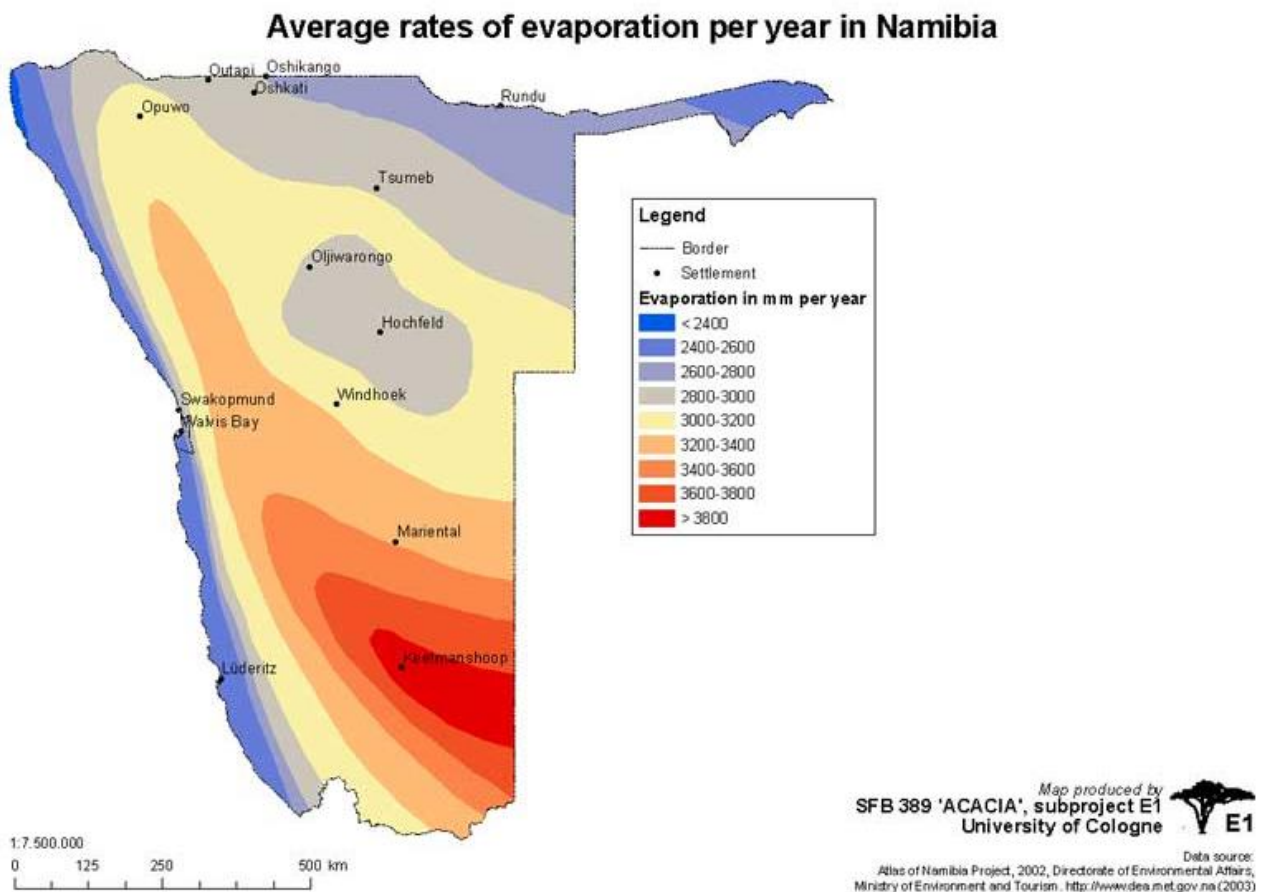 Average rates of evaporation per year in Namibia
Outapi
Oshikango
Oshkati
Opuwo
Rundu
Tsumeb
Oljiwarongo
Hochfeld
Windhoek
Swakopmund
Walvis Bay
Mariental
Keetmanshoop
Lüderitz
Legend
Border
Settlement
Evaporation in mm per year
< 2400
2400-2600
2600-2800
2800-3000
3000-3200
3200-3400
3400-3600
3600-3800
> 3800
1:7.500.000
0 125 250 500 km
Map produced by
SFB 389 'ACACIA', subproject E1
University of Cologne
E1
Data source:
Atlas of Namibia Project, 2002, Directorate of Environmental Affairs,
Ministry of Environment and Tourism. http://www.dea.met.gov.na (2003)